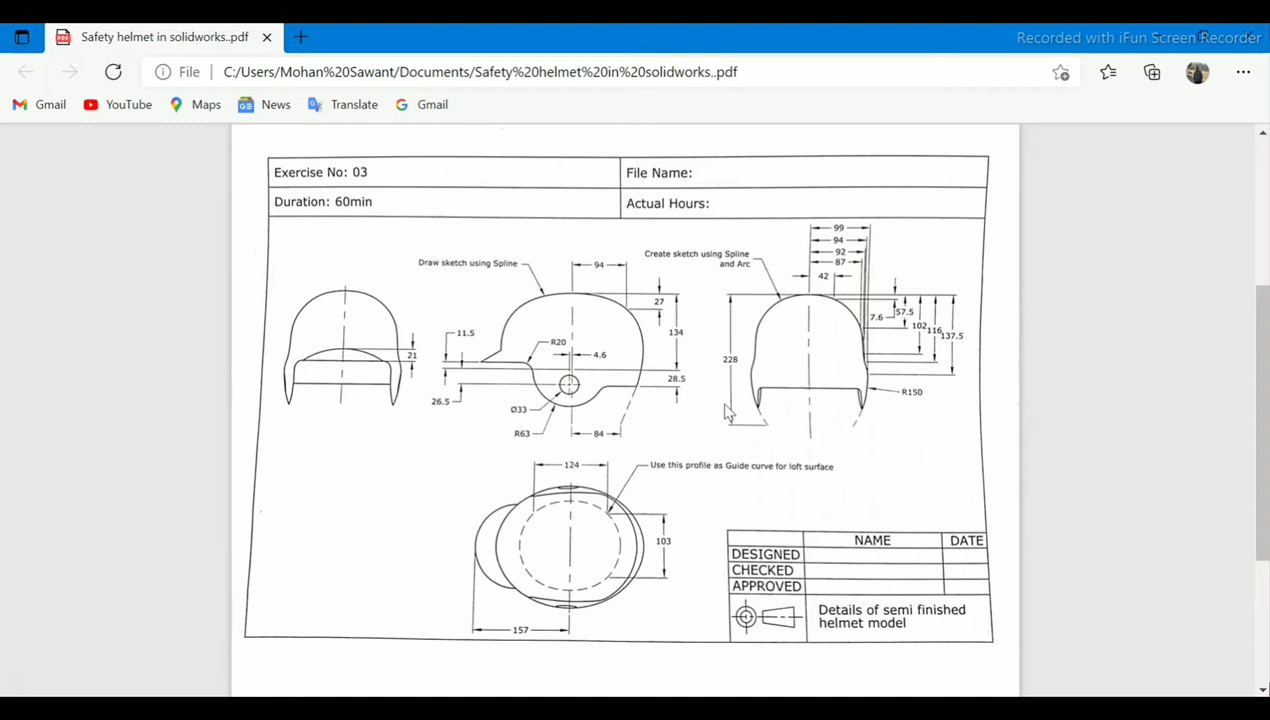 Safety helmet in solidworks..pdf
Recorded with iFun Screen Recorder
File C:/Users/Mohan%20Sawant/Documents/Safety%20helmet%20in%20solidworks..pdf
Gmail YouTube Maps News Translate Gmail
Exercise No: 03 File Name:
Duration: 60min Actual Hours:
Draw sketch using Spline
Create sketch using Spline
and Arc
21
94
27
134
11.5
R20
4.6
28.5
26.5
Ø33
R63
84
99
94
92
87
42
7.6
57.5
102
116
137.5
228
R150
124
Use this profile as Guide curve for loft surface
103
157
NAME DATE
DESIGNED
CHECKED
APPROVED
Details of semi finished
helmet model